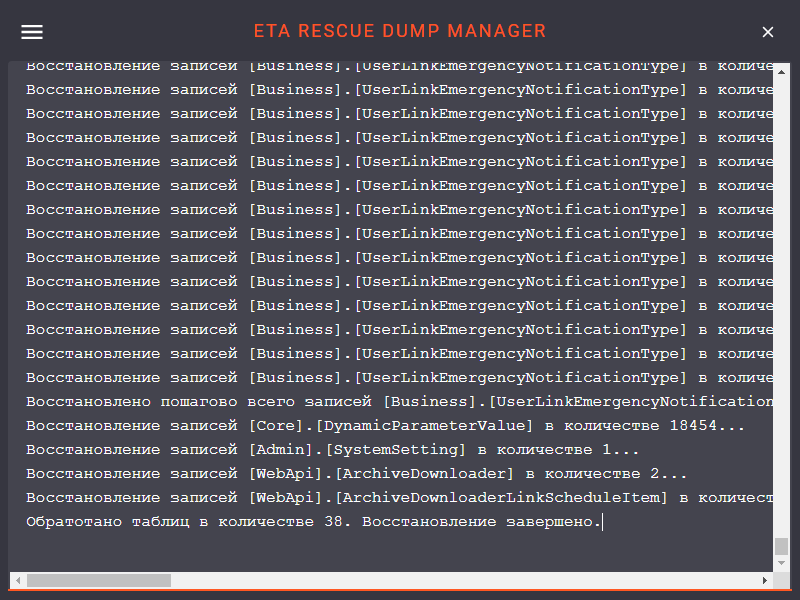 ETA RESCUE DUMP MANAGER
Восстановление записей [Business].[UserLinkEmergencyNotificationType] в количе
Восстановление записей [Business].[UserLinkEmergencyNotificationType] в количе
Восстановление записей [Business].[UserLinkEmergencyNotificationType] в количе
Восстановление записей [Business].[UserLinkEmergencyNotificationType] в количе
Восстановление записей [Business].[UserLinkEmergencyNotificationType] в количе
Восстановление записей [Business].[UserLinkEmergencyNotificationType] в количе
Восстановление записей [Business].[UserLinkEmergencyNotificationType] в количе
Восстановление записей [Business].[UserLinkEmergencyNotificationType] в количе
Восстановление записей [Business].[UserLinkEmergencyNotificationType] в количе
Восстановление записей [Business].[UserLinkEmergencyNotificationType] в количе
Восстановление записей [Business].[UserLinkEmergencyNotificationType] в количе
Восстановление записей [Business].[UserLinkEmergencyNotificationType] в количе
Восстановление записей [Business].[UserLinkEmergencyNotificationType] в количе
Восстановление записей [Business].[UserLinkEmergencyNotificationType] в количе
Восстановлено пошагово всего записей [Business].[UserLinkEmergencyNotification
Восстановление записей [Core].[DynamicParameterValue] в количестве 18454...
Восстановление записей [Admin].[SystemSetting] в количестве 1...
Восстановление записей [WebApi].[ArchiveDownloader] в количестве 2...
Восстановление записей [WebApi].[ArchiveDownloaderLinkScheduleItem] в количест
Обратотано таблиц в количестве 38. Восстановление завершено.